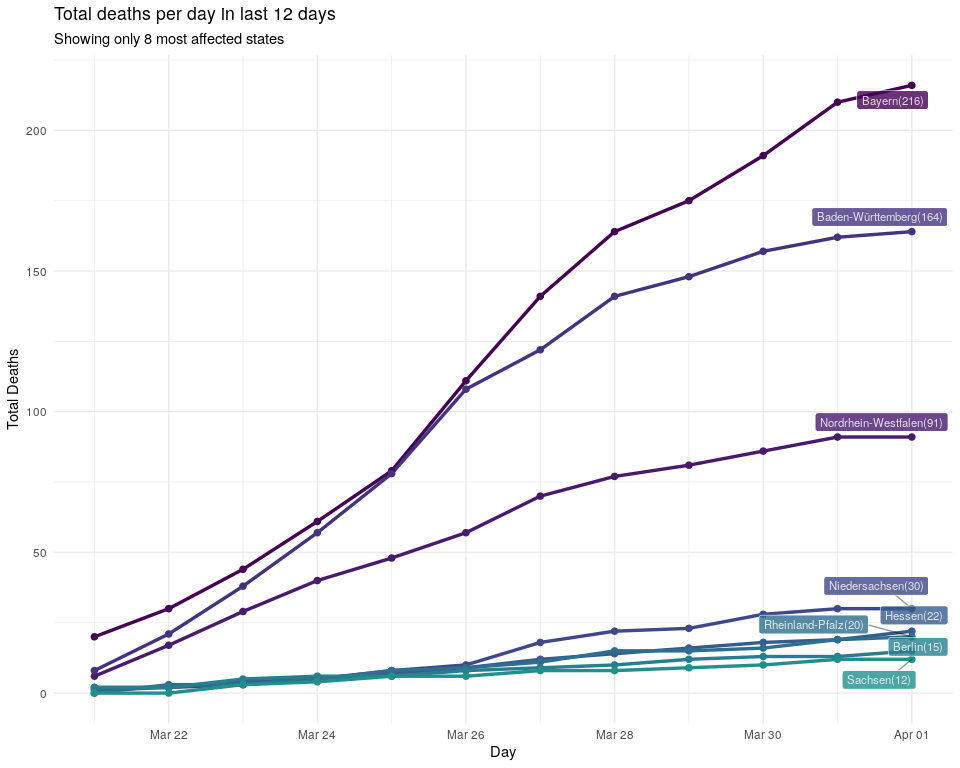 Total deaths per day in last 12 days
Showing only 8 most affected states
Total Deaths
200
150
100
50
0
Bayern(216)
Baden-Württemberg(164)
Nordrhein-Westfalen(91)
Niedersachsen(30)
Hessen(22)
Rheinland-Pfalz(20)
Berlin(15)
Sachsen(12)
Mar 22
Mar 24
Mar 26
Mar 28
Mar 30
Apr 01
Day